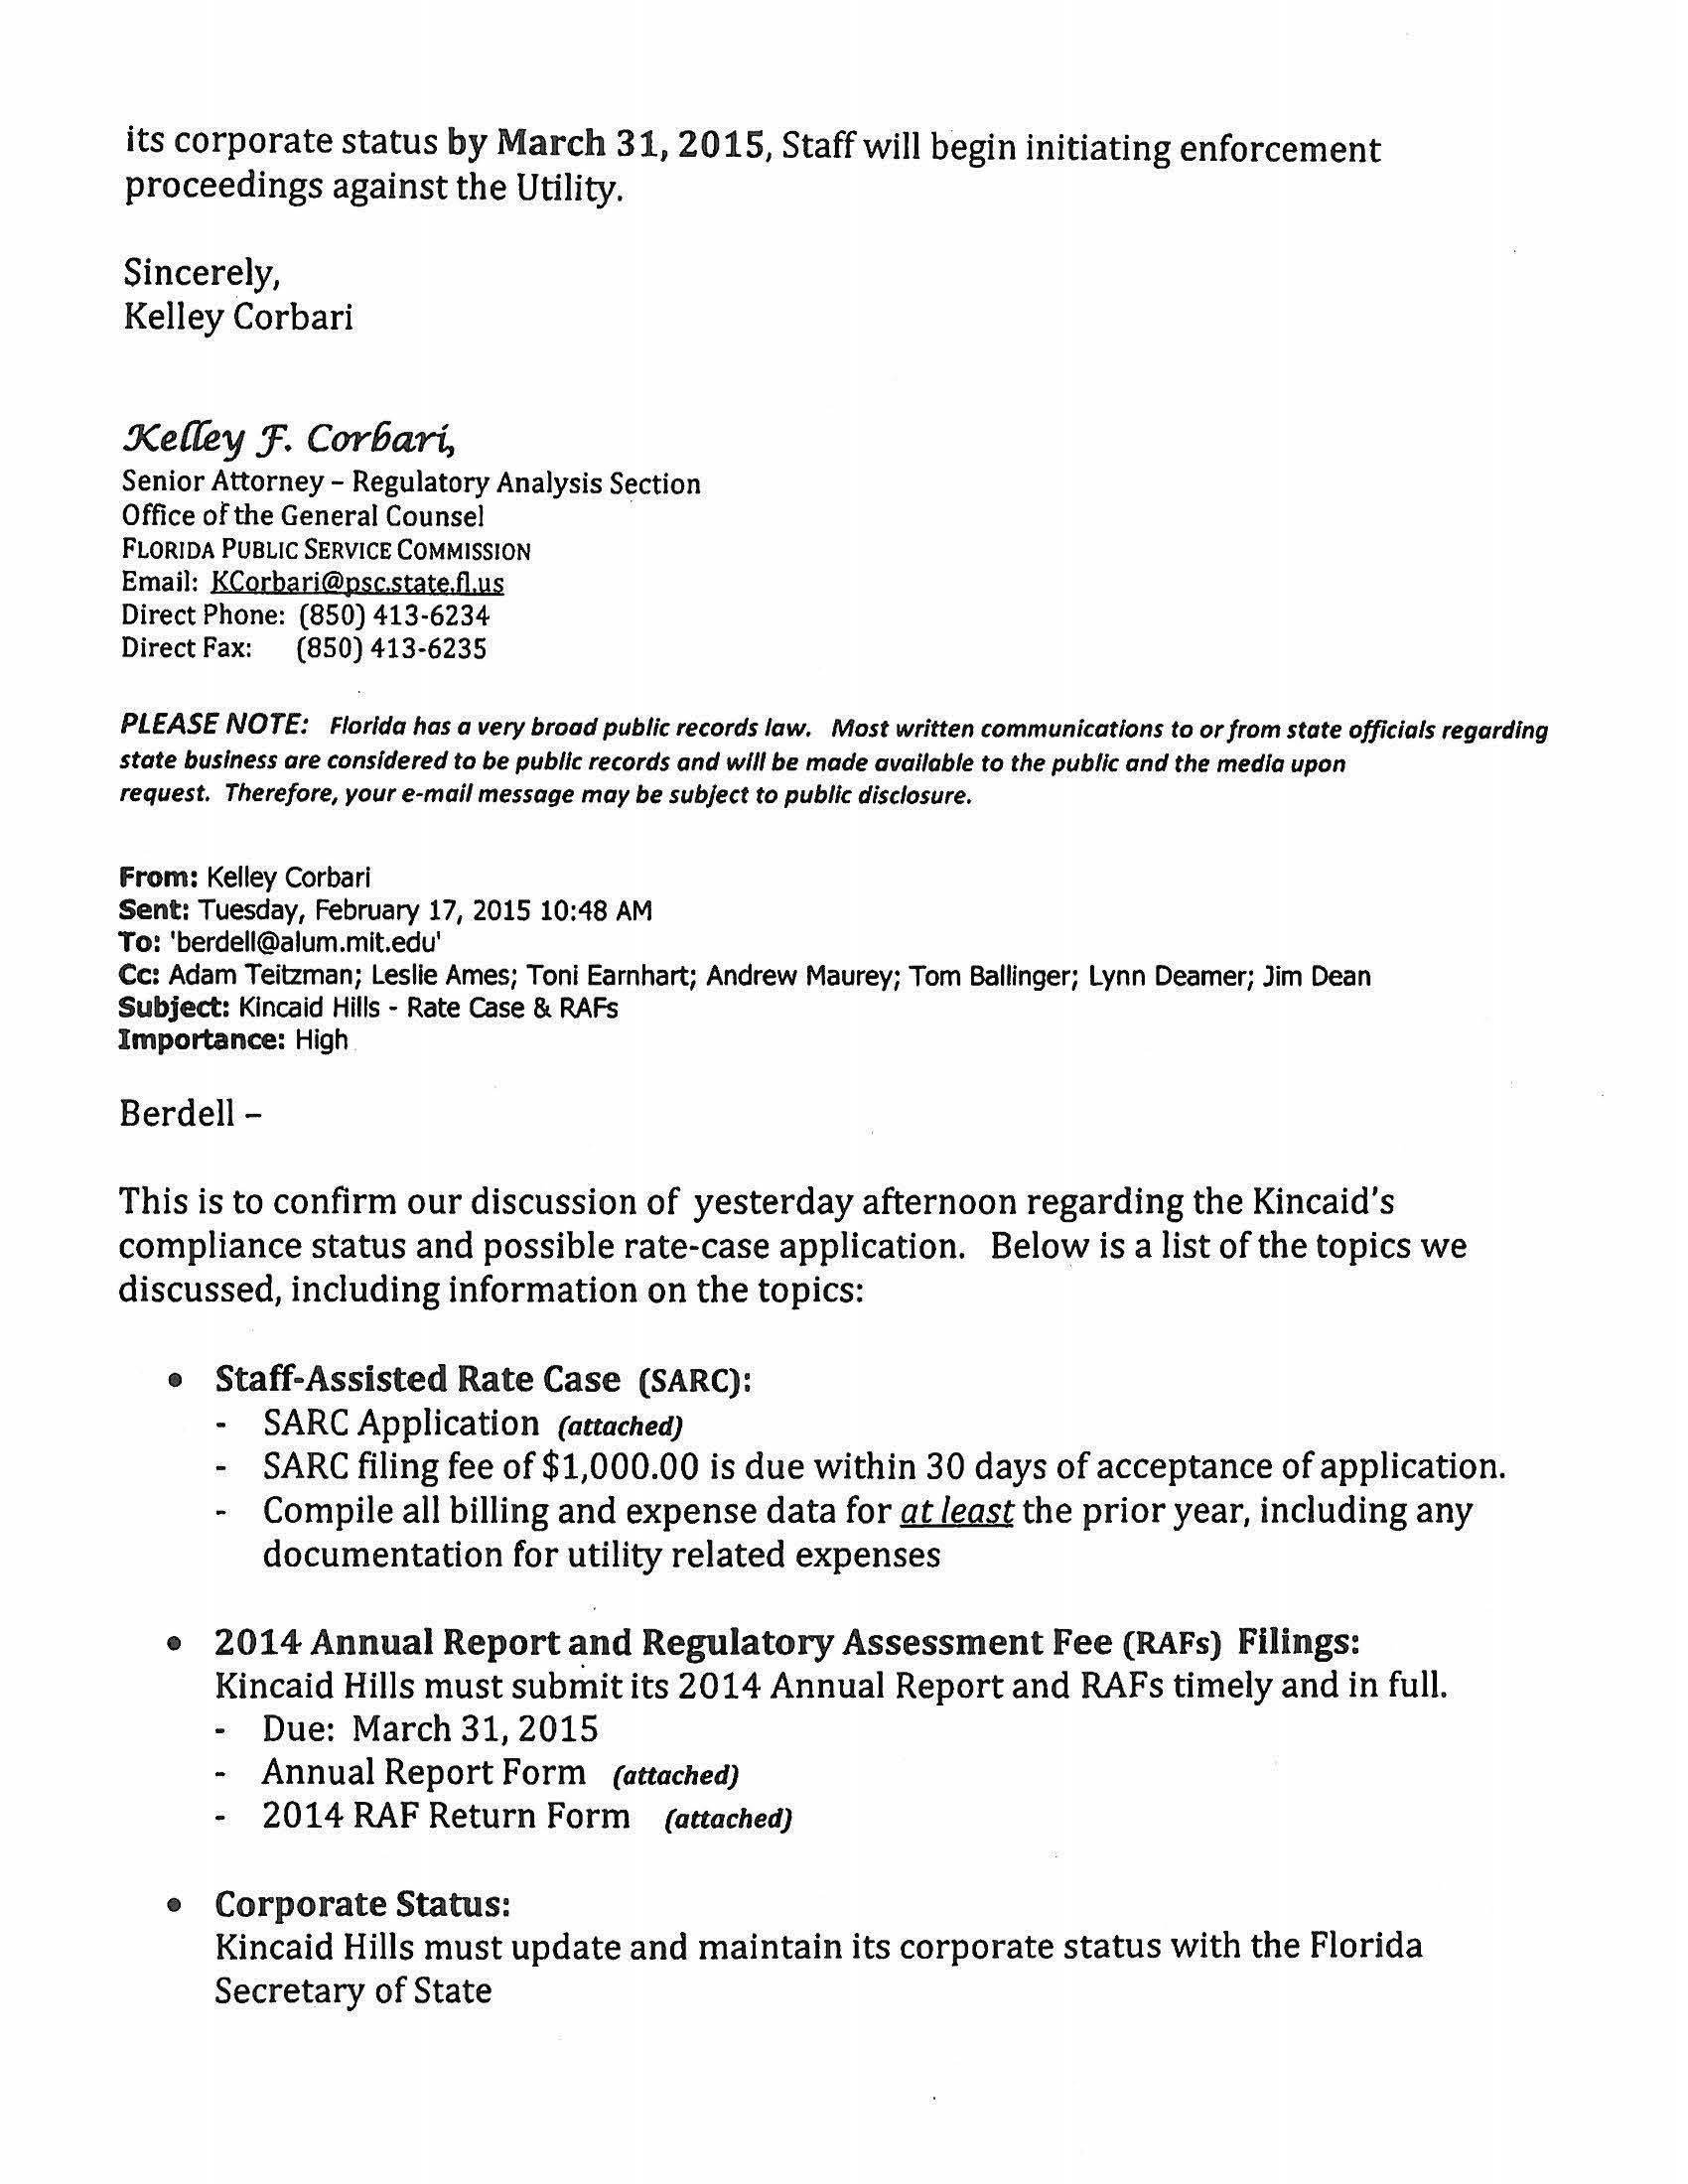 its corporate status by March 31, 2015, Staff will begin initiating enforcement
proceedings against the Utility.
Sincerely,
Kelley Corbari
Kelley F. Corbari,
Senior Attorney – Regulatory Analysis Section
Office of the General Counsel
FLORIDA PUBLIC SERVICE COMMISSION
Email: KCorbari@psc.state.fl.us
Direct Phone: (850) 413-6234
Direct Fax: (850) 413-6235
PLEASE NOTE: Florida has a very broad public records law. Most written communications to or from state officials regarding
state business are considered to be public records and will be made available to the public and the media upon
request. Therefore, your e-mail message may be subject to public disclosure.
From: Kelley Corbari
Sent: Tuesday, February 17, 2015 10:48 AM
To: 'berdell@alum.mit.edu'
Cc: Adam Teitzman; Leslie Ames; Toni Earnhart; Andrew Maurey; Tom Ballinger; Lynn Deamer; Jim Dean
Subject: Kincaid Hills - Rate Case & RAFs
Importance: High
Berdell –
This is to confirm our discussion of yesterday afternoon regarding the Kincaid's
compliance status and possible rate-case application. Below is a list of the topics we
discussed, including information on the topics:
• Staff-Assisted Rate Case (SARC):
- SARC Application (attached)
- SARC filing fee of $1,000.00 is due within 30 days of acceptance of application.
- Compile all billing and expense data for at least the prior year, including any
documentation for utility related expenses
• 2014 Annual Report and Regulatory Assessment Fee (RAFs) Filings:
Kincaid Hills must submit its 2014 Annual Report and RAFs timely and in full.
- Due: March 31, 2015
- Annual Report Form (attached)
- 2014 RAF Return Form (attached)
• Corporate Status:
Kincaid Hills must update and maintain its corporate status with the Florida
Secretary of State